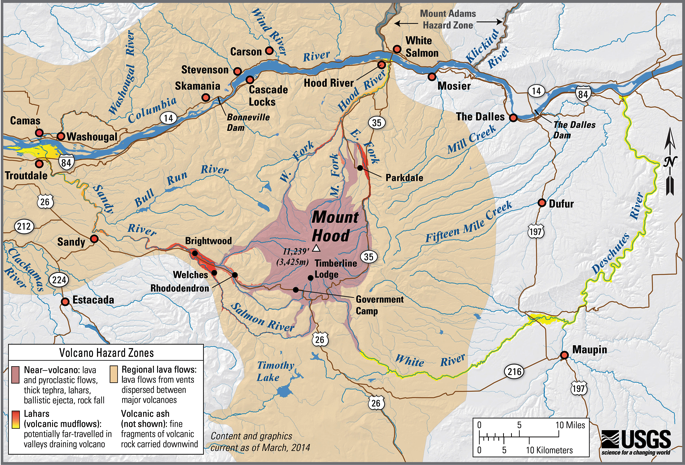 Mount Adams
Hazard Zone
Wind River
Washougal River
Carson
White
Salmon
Klickitat
River
Stevenson
River
Skamania
Cascade
Locks
Hood River
Hood River
Mosier
Camas
Columbia
Bonneville
Dam
14
14
84
The Dalles
The Dalles
Dam
Washougal
84
35
Mill Creek
W. Fork
E. Fork
M. Fork
Troutdale
Sandy
Bull Run River
Parkdale
26
212
River
Mount
Hood
11,239'
(3,425m)
Fifteen Mile Creek
Dufur
N
Deschutes River
Sandy
Brightwood
Timberline
Lodge
35
197
Clackamas
River
224
Welches
Rhododendron
Government
Camp
Estacada
Salmon River
26
White River
Maupin
216
Timothy
Lake
26
197
Volcano Hazard Zones
Near–volcano: lava
and pyroclastic flows,
thick tephra, lahars,
ballistic ejecta, rock fall
Regional lava flows:
lava flows from vents
dispersed between
major volcanoes
Lahars
(volcanic mudflows):
potentially far-travelled in
valleys draining volcano
Volcanic ash
(not shown): fine
fragments of volcanic
rock carried downwind
Content and graphics
current as of March, 2014
0 5 10 Miles
0 5 10 Kilometers
USGS
science for a changing world